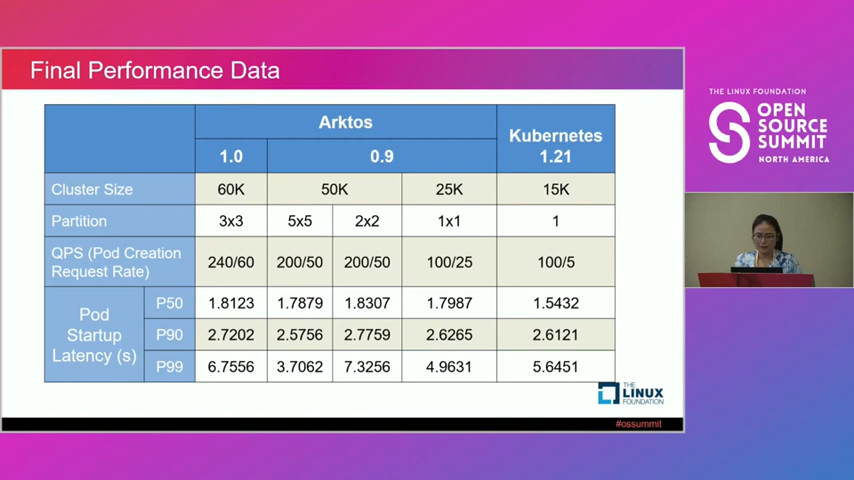 Final Performance Data
Arktos
Kubernetes
1.21
1.0
0.9
Cluster Size
60K
50K
25K
15K
Partition
3x3
5x5
2x2
1x1
1
QPS (Pod Creation
Request Rate)
240/60
200/50
200/50
100/25
100/5
Pod
Startup
Latency (s)
P50
1.8123
1.7879
1.8307
1.7987
1.5432
P90
2.7202
2.5756
2.7759
2.6265
2.6121
P99
6.7556
3.7062
7.3256
4.9631
5.6451
THE
LINUX
FOUNDATION
#ossummit
THE LINUX FOUNDATION
OPEN
SOURCE
SUMMIT
NORTH AMERICA